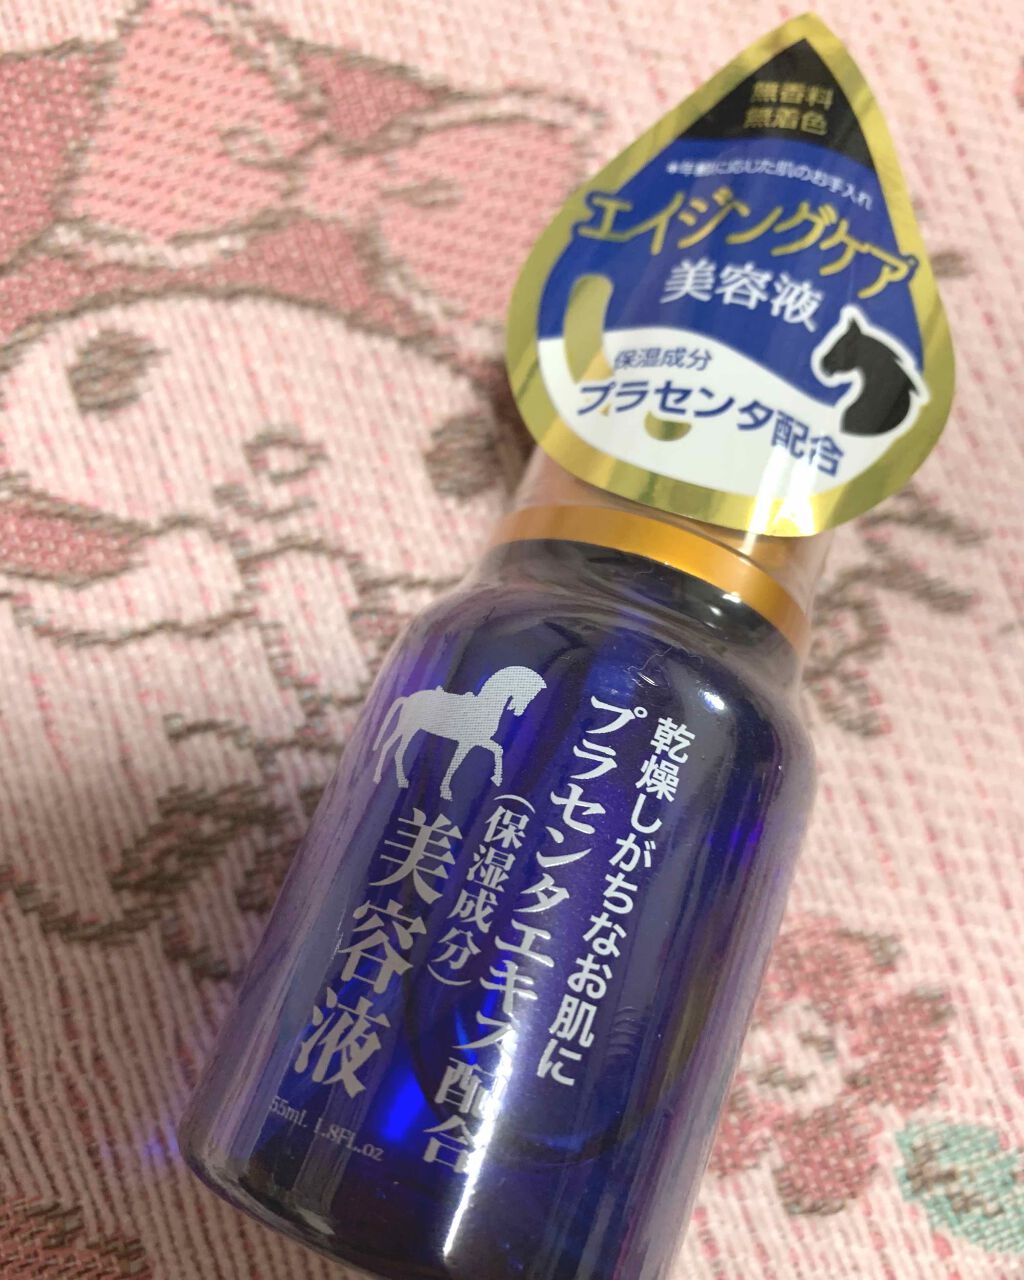 無香料
無着色
*年齢に応じた肌のお手入れ
エイジングケア
美容液
保湿成分
プラセンタ配合
乾燥しがちなお肌に
プラセンタエキス配合
(保湿成分)
美容液
55ml 1.8FL.oz